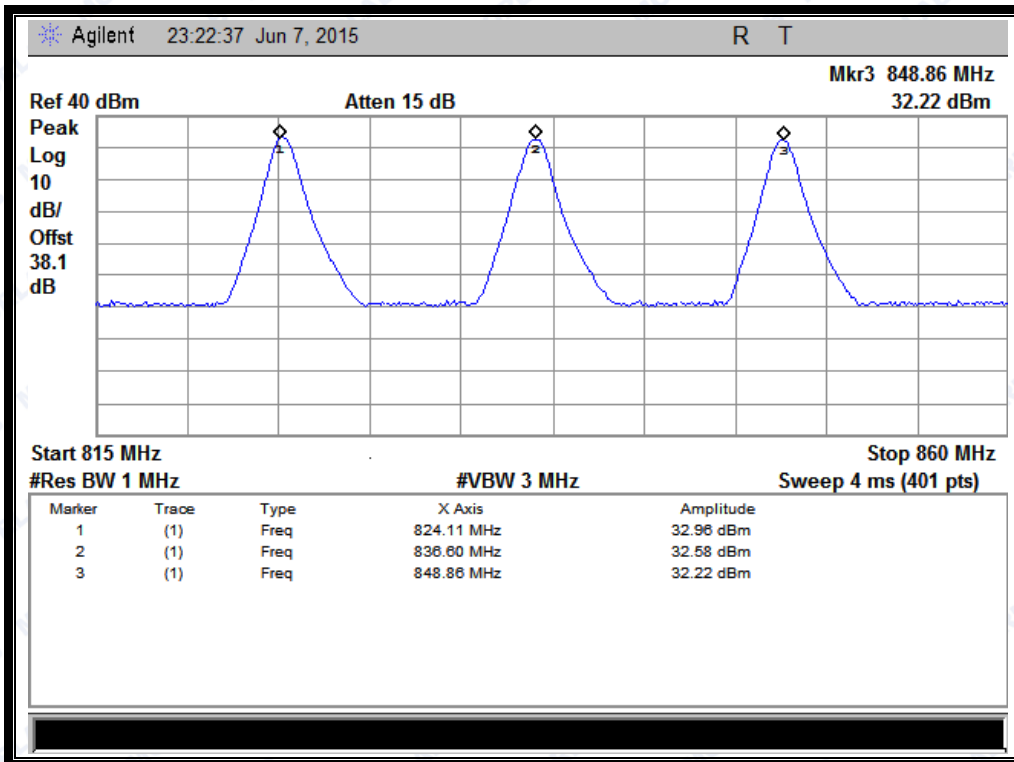 Agilent 23:22:37 Jun 7, 2015 R T
Mkr3 848.86 MHz
Ref 40 dBm Atten 15 dB 32.22 dBm
Peak
Log
10
dB/
Offst
38.1
dB
1 2 3
Start 815 MHz Stop 860 MHz
#Res BW 1 MHz #VBW 3 MHz Sweep 4 ms (401 pts)
Marker Trace Type X Axis Amplitude
1 (1) Freq 824.11 MHz 32.96 dBm
2 (1) Freq 836.60 MHz 32.58 dBm
3 (1) Freq 848.86 MHz 32.22 dBm